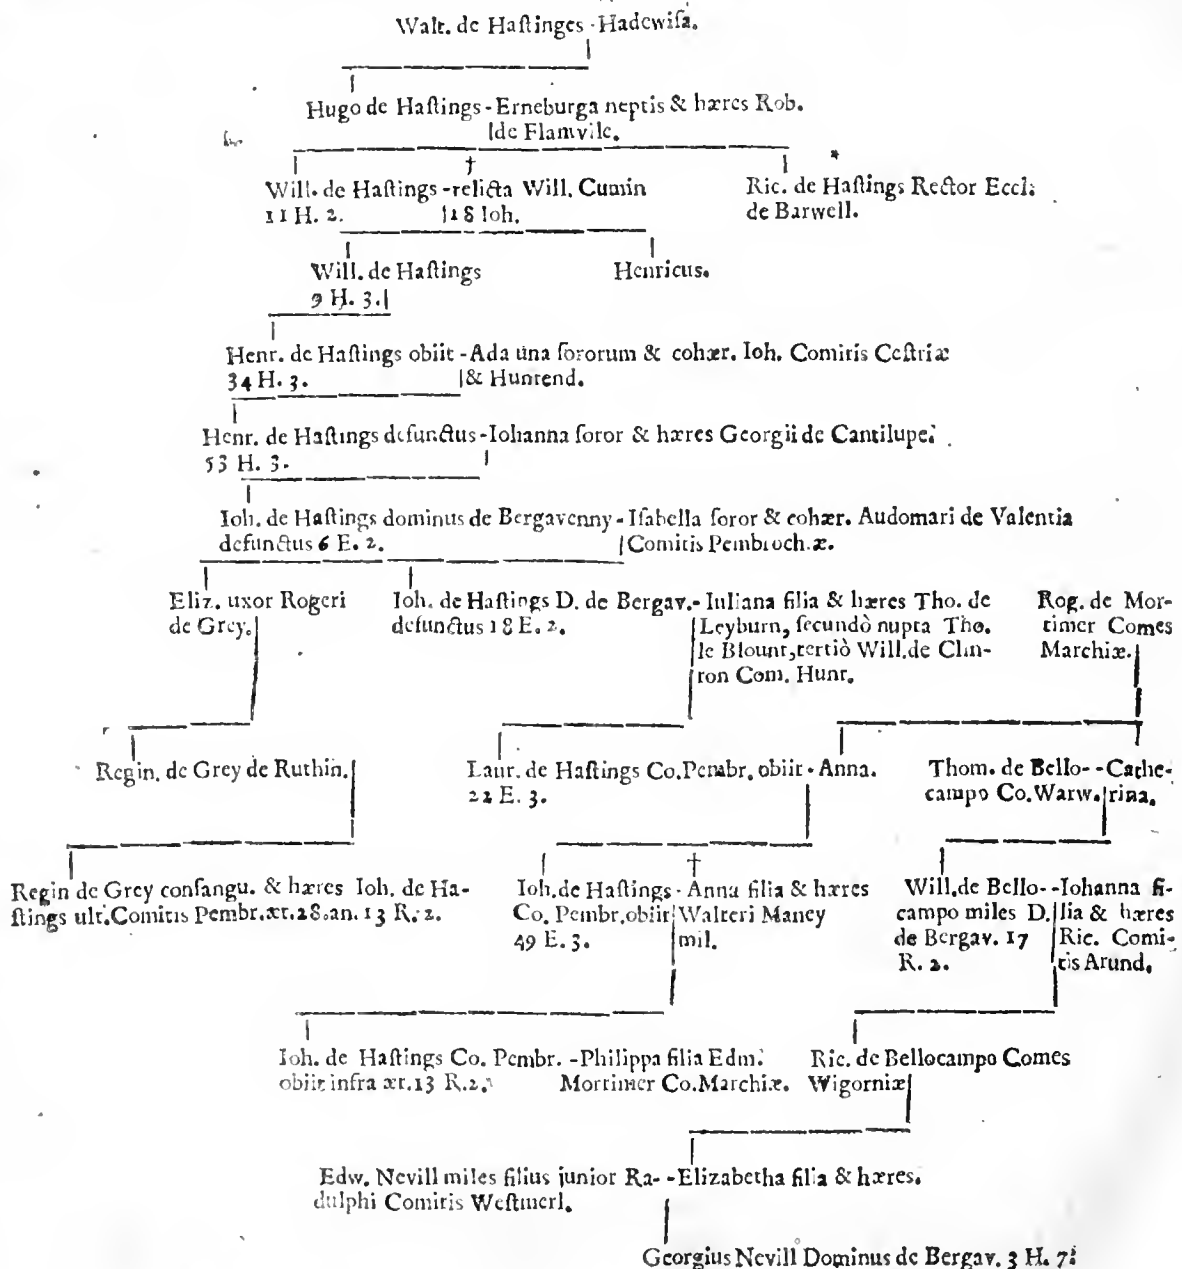 Walt. de Haſtinges - Hadewiſa.
Hugo de Haſtings - Erneburga neptis & hæres Rob.
de Flamvile.
Will. de Haſtings - relicta Will. Cumin
11 H. 2. 18 Ioh.
Ric. de Haſtings Rector Eccl.
de Barwell.
Will. de Haſtings
9 H. 3.
Henricus.
Henr. de Haſtings obiit - Ada una ſororum & cohær. Ioh. Comitis Ceſtriæ
34 H. 3. & Huntend.
Henr. de Haſtings defunctus - Iohanna ſoror & hæres Georgii de Cantilupe.
53 H. 3.
Ioh. de Haſtings dominus de Bergavenny - Iſabella ſoror & cohær. Audomari de Valentia
defunctus 6 E. 2. Comitis Pembroch.æ.
Eliz. uxor Rogeri
de Grey.
Ioh. de Haſtings D. de Bergav. - Iuliana filia & hæres Tho. de
defunctus 18 E. 2. Leyburn, ſecundò nupta Tho.
le Blount, tertiò Will. de Clin-
ton Com. Hunt.
Rog. de Mor-
timer Comes
Marchiæ.
Regin. de Grey de Ruthin.
Laur. de Haſtings Co. Pembr. obiit - Anna.
22 E. 3.
Thom. de Bello- - Cathe-
campo Co. Warw. rina.
Regin de Grey conſangu. & hæres Ioh. de Ha-
ſtings ult. Comitis Pembr. æt. 28. an. 13 R. 2.
† 
Ioh. de Haſtings - Anna filia & hæres
Co. Pembr. obiit Walteri Maney
49 E. 3. mil.
Will. de Bello- - Iohanna fi-
campo miles D. lia & hæres
de Bergav. 17 Ric. Comi-
R. 2. tis Arund.
Ioh. de Haſtings Co. Pembr. - Philippa filia Edm.
obiit infra æt. 13 R. 2. Mortimer Co. Marchiæ.
Ric. de Bellocampo Comes
Wigorniæ
Edw. Nevill miles filius junior Ra- - Elizabetha filia & hæres.
dulphi Comitis Weſtmerl.
Georgius Nevill Dominus de Bergav. 3 H. 7.